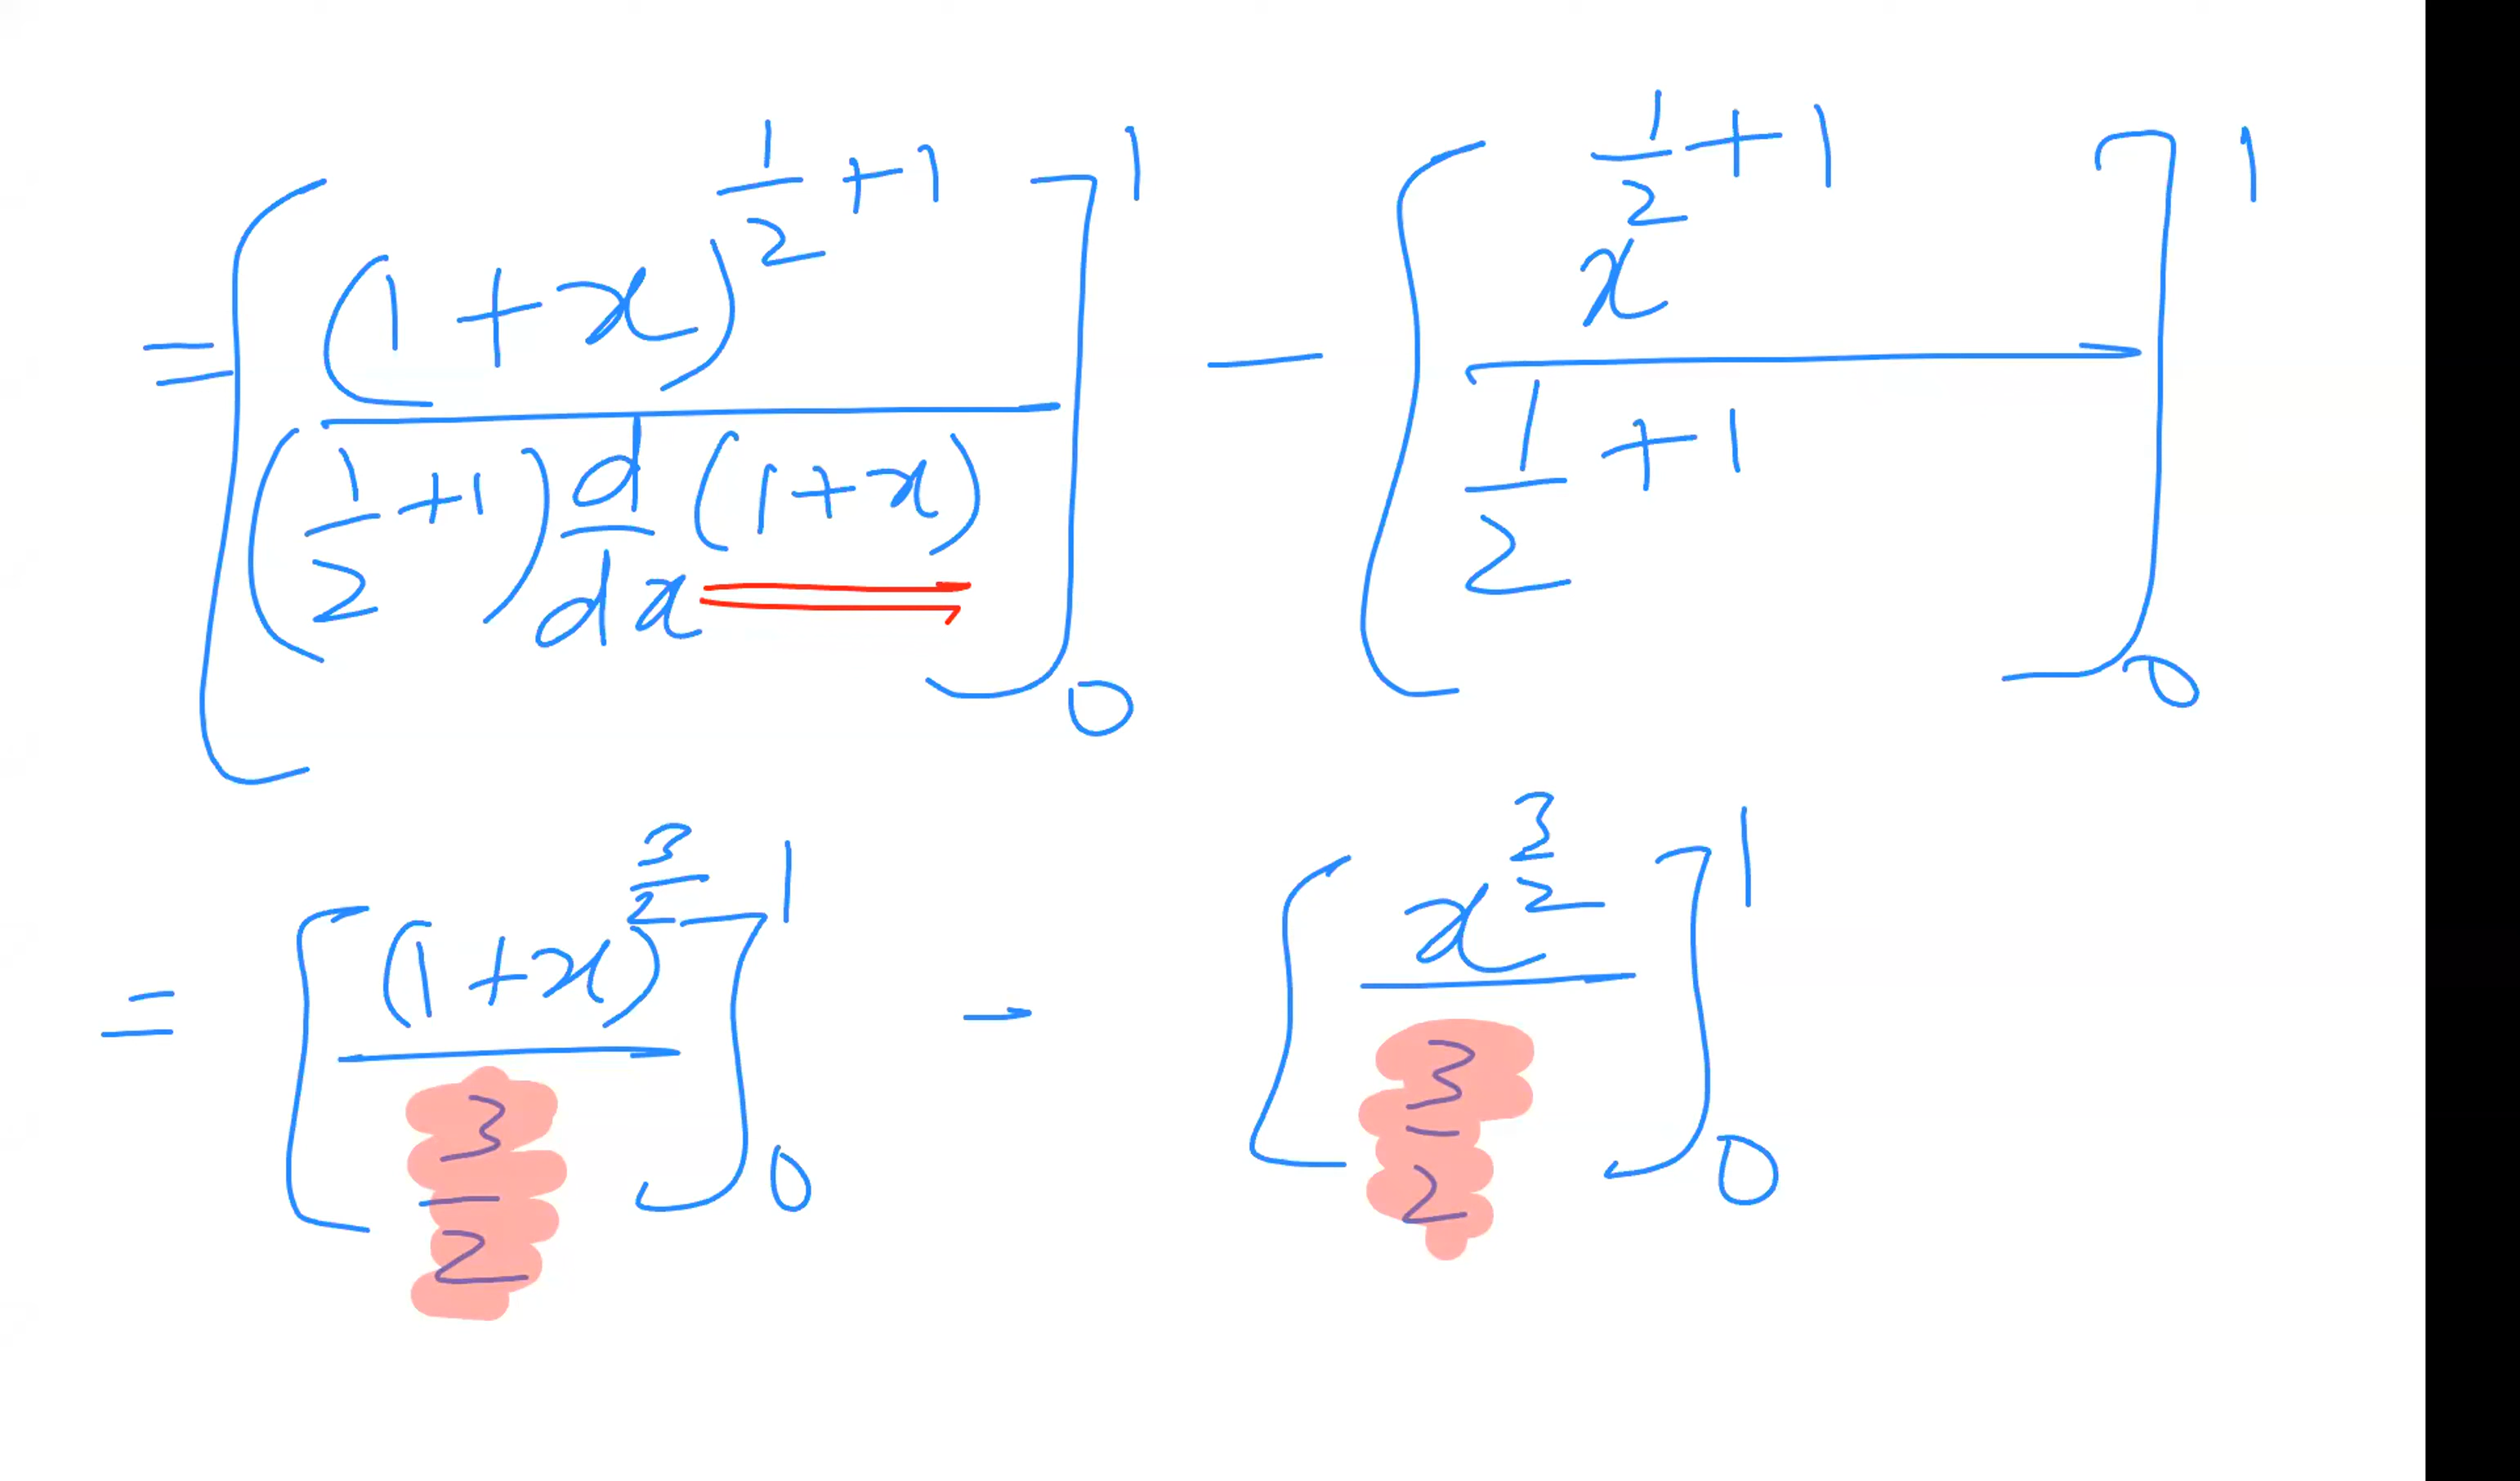 = [ (1+x)^{1/2+1} / (1/2+1) d/dx (1+x) ]_0^1 − [ x^{1/2+1} / 1/2+1 ]_0^1
= [ (1+x)^{3/2} / 3/2 ]_0^1 − [ x^{3/2} / 3/2 ]_0^1